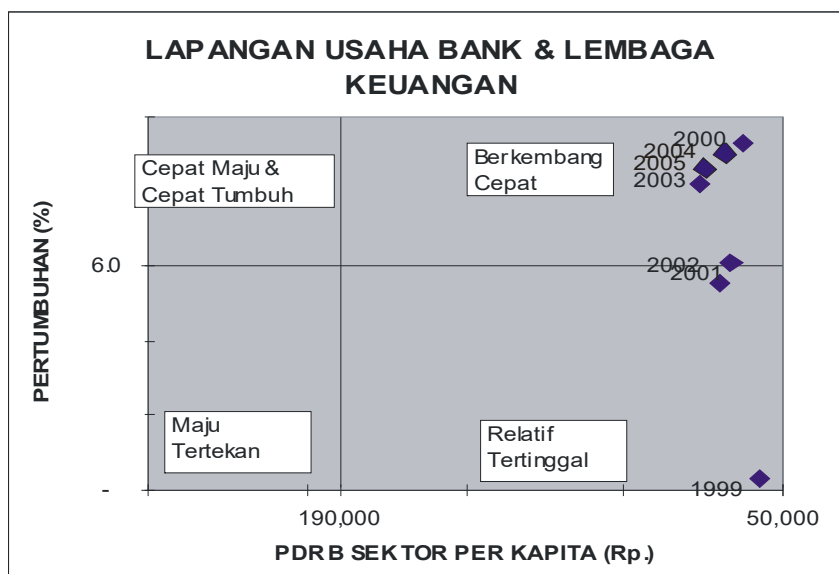 LAPANGAN USAHA BANK & LEMBAGA
KEUANGAN
PERTUMBUHAN (%)
6.0
-
Cepat Maju &
Cepat Tumbuh
Berkembang
Cepat
2000
2004
2005
2003
2002
2001
Maju
Tertekan
Relatif
Tertinggal
1999
190,000
50,000
PDRB SEKTOR PER KAPITA (Rp.)